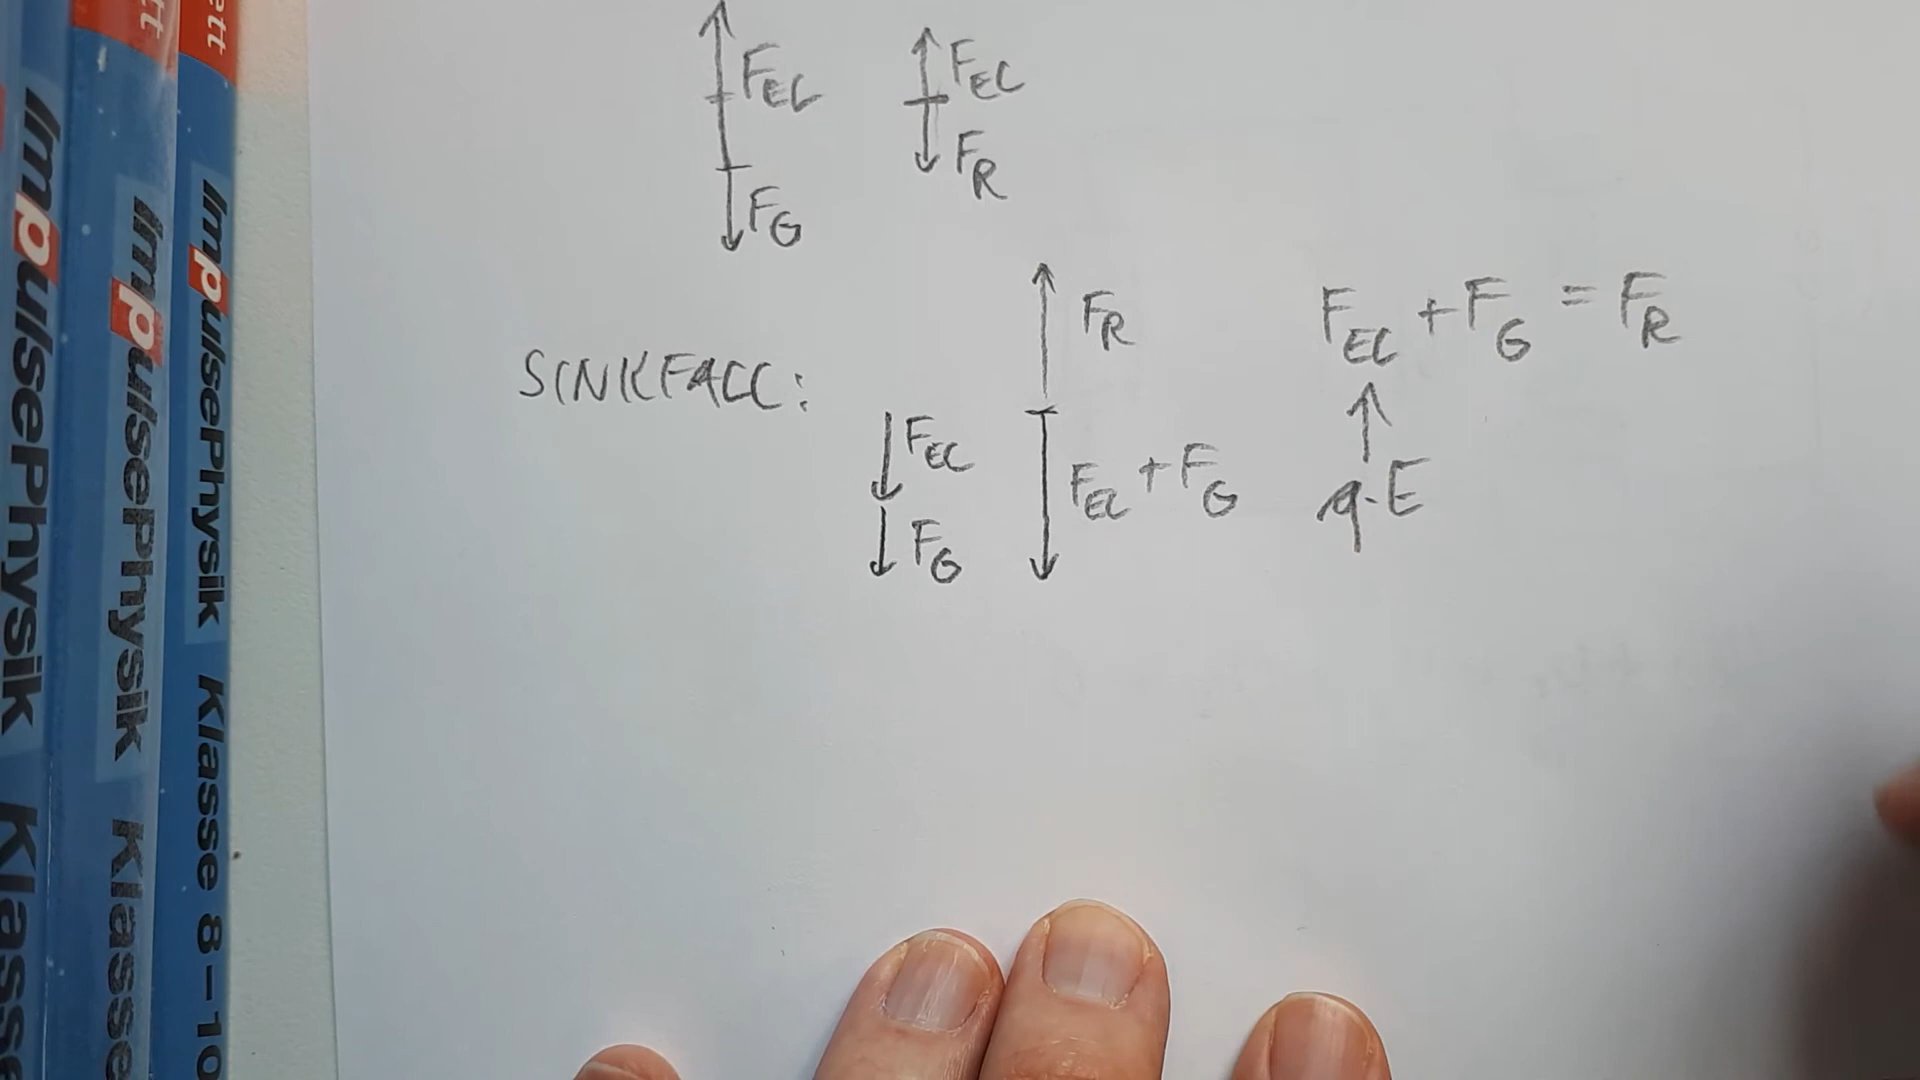 F_EL F_EL
F_R
F_G
F_R
F_EL + F_G = F_R
SINKFALL:
F_EL
F_EL + F_G
q · E
F_G
ImpulsePhysik Klasse
ImpulsePhysik Klasse
ImpulsePhysik Klasse 8–10